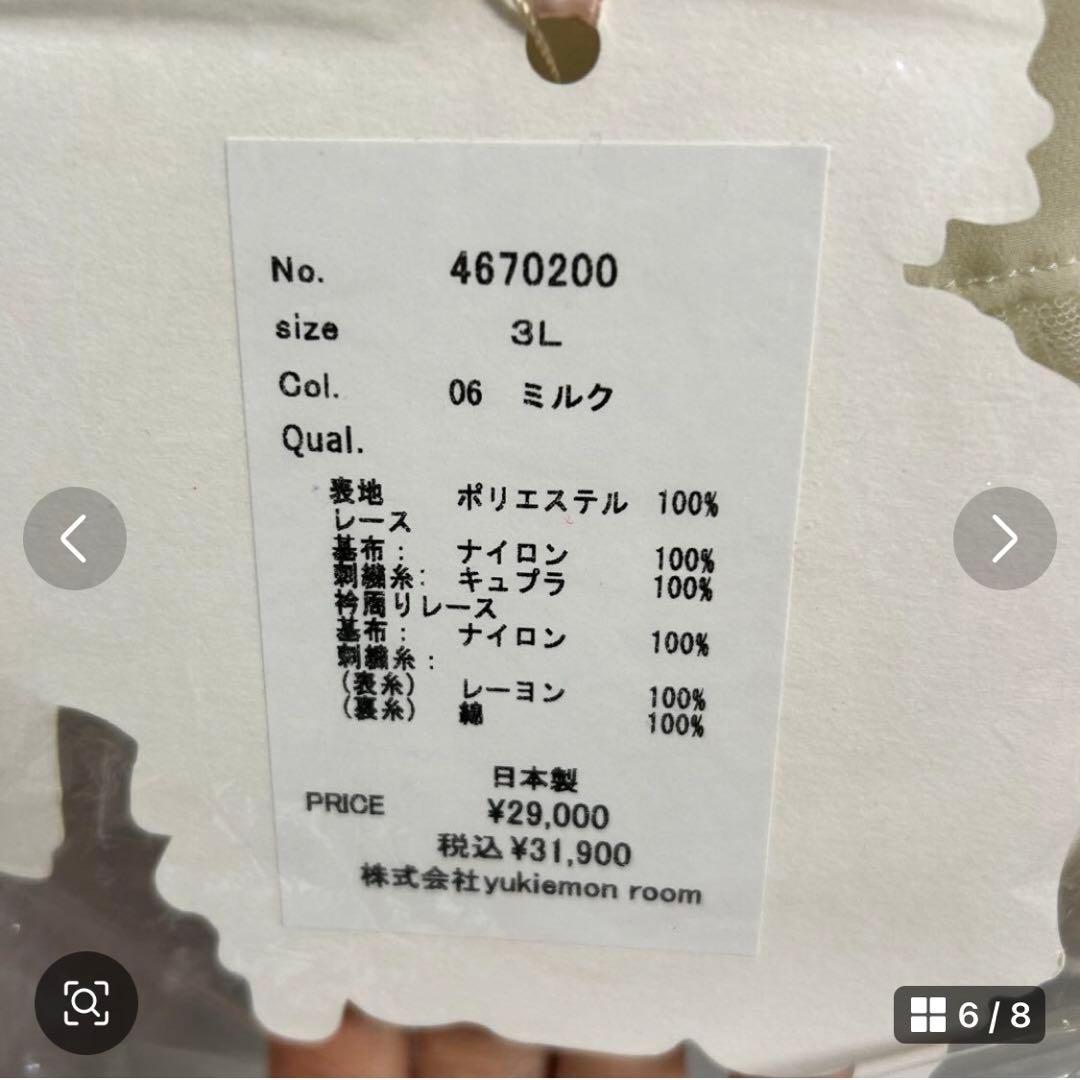 No. 4670200
size 3L
Col. 06 ミルク
Qual.
表地 ポリエステル 100%
レース
基布: ナイロン 100%
刺繍糸: キュプラ 100%
衿周りレース
基布: ナイロン 100%
刺繍糸:
(表糸) レーヨン 100%
(裏糸) 綿 100%
日本製
PRICE ¥29,000
税込¥31,900
株式会社yukiemon room
6/8